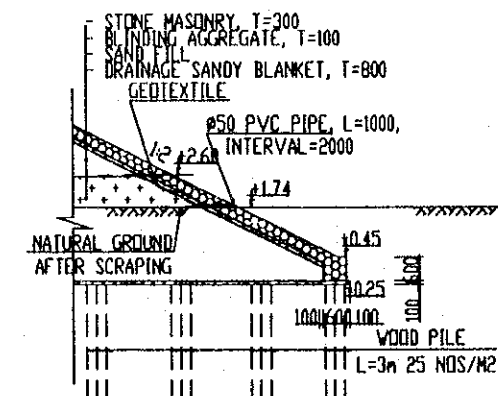 STONE MASONRY, T=300
BLINDING AGGREGATE, T=100
SAND FILL
DRAINAGE SANDY BLANKET, T=800
GEOTEXTILE
Ø50 PVC PIPE, L=1000,
INTERVAL=2000
1:2
+2.60
+1.74
NATURAL GROUND
AFTER SCRAPING
+0.45
-0.25
600
100
100 600 100
WOOD PILE
L=3m 25 NOS/M2